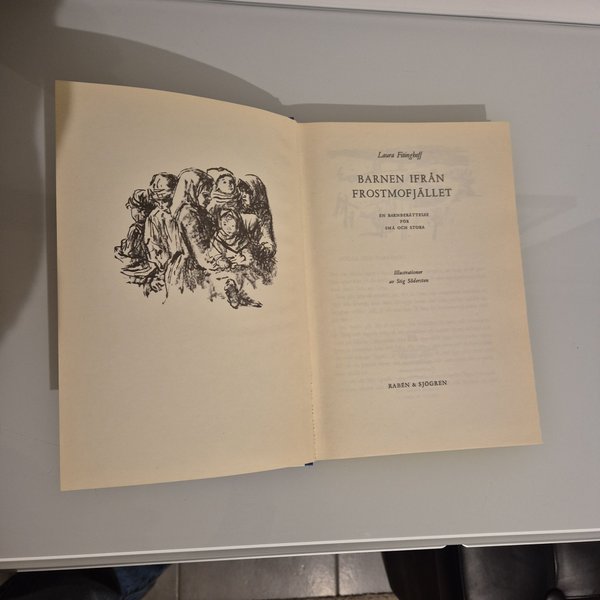 Laura Fitinghoff
BARNEN IFRÅN
FROSTMOFJÄLLET
EN BARNBERÄTTELSE
FÖR
SMÅ OCH STORA
Illustrationer
av Stig Södersten
RABÉN & SJÖGREN